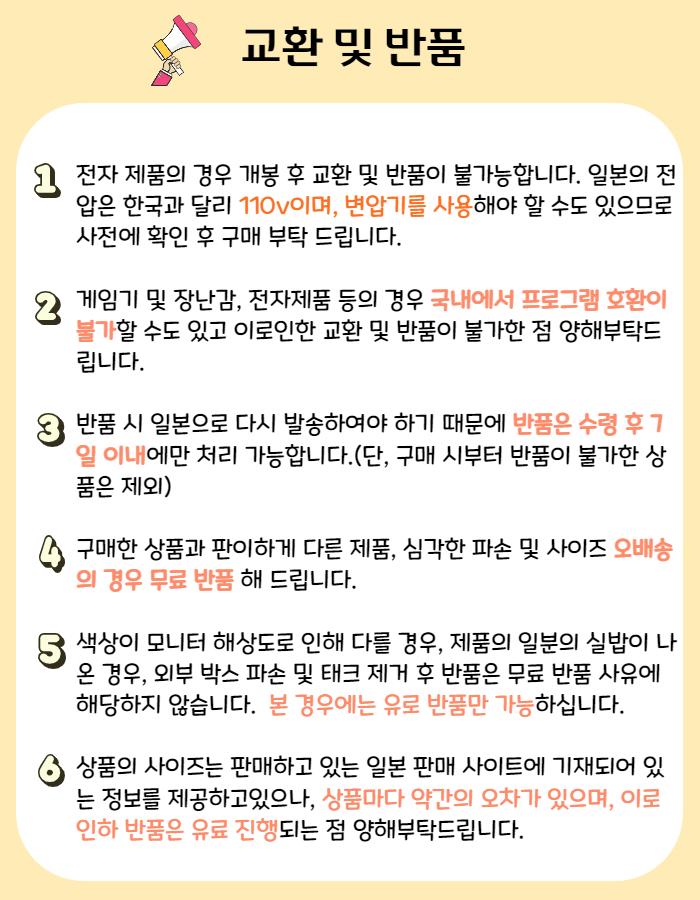 교환 및 반품
1 전자 제품의 경우 개봉 후 교환 및 반품이 불가능합니다. 일본의 전
압은 한국과 달리 110v이며, 변압기를 사용해야 할 수도 있으므로
사전에 확인 후 구매 부탁 드립니다.
2 게임기 및 장난감, 전자제품 등의 경우 국내에서 프로그램 호환이
불가할 수도 있고 이로인한 교환 및 반품이 불가한 점 양해부탁드
립니다.
3 반품 시 일본으로 다시 발송하여야 하기 때문에 반품은 수령 후 7
일 이내에만 처리 가능합니다.(단, 구매 시부터 반품이 불가한 상
품은 제외)
4 구매한 상품과 판이하게 다른 제품, 심각한 파손 및 사이즈 오배송
의 경우 무료 반품 해 드립니다.
5 색상이 모니터 해상도로 인해 다를 경우, 제품의 일분의 실밥이 나
온 경우, 외부 박스 파손 및 태크 제거 후 반품은 무료 반품 사유에
해당하지 않습니다. 본 경우에는 유로 반품만 가능하십니다.
6 상품의 사이즈는 판매하고 있는 일본 판매 사이트에 기재되어 있
는 정보를 제공하고있으나, 상품마다 약간의 오차가 있으며, 이로
인하 반품은 유료 진행되는 점 양해부탁드립니다.